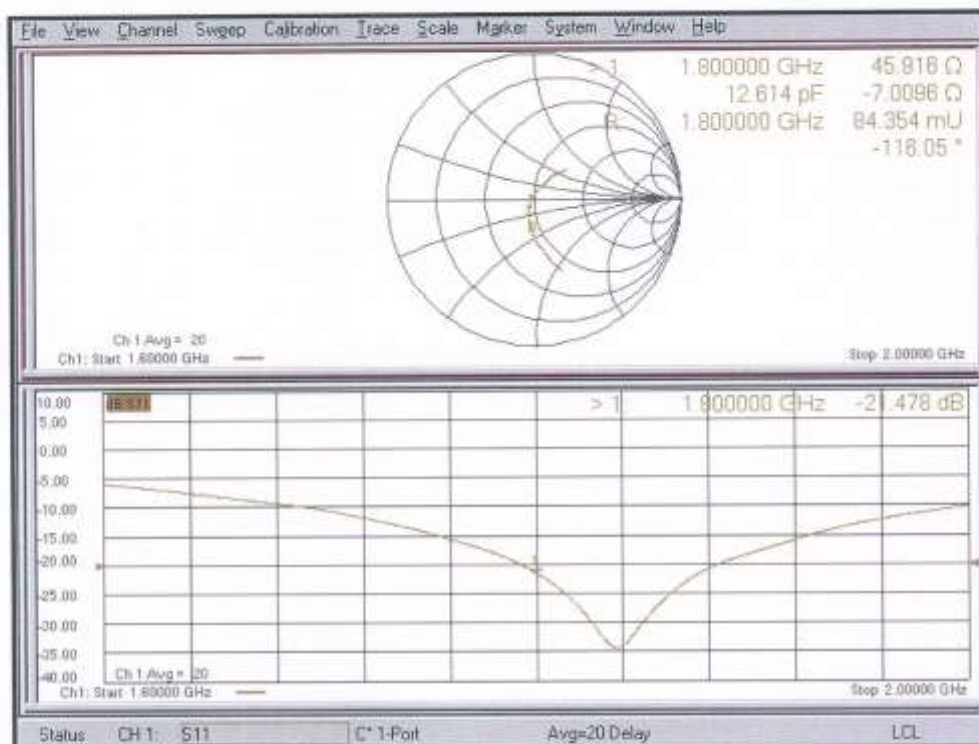 File View Channel Sweep Calibration Trace Scale Marker System Window Help
> 1 1.800000 GHz 45.916 Ω
12.614 pF -7.0096 Ω
R 1.800000 GHz 84.354 mU
-118.05 °
Ch 1 Avg = 20
Ch1: Start 1.60000 GHz Stop 2.00000 GHz
10.00 dB S11 > 1 1.800000 GHz -21.478 dB
5.00
0.00
-5.00
-10.00
-15.00
-20.00 1
-25.00
-30.00
-35.00
-40.00 Ch 1 Avg = 20
Ch1: Start 1.60000 GHz Stop 2.00000 GHz
Status CH 1: S11 C* 1-Port Avg=20 Delay LCL